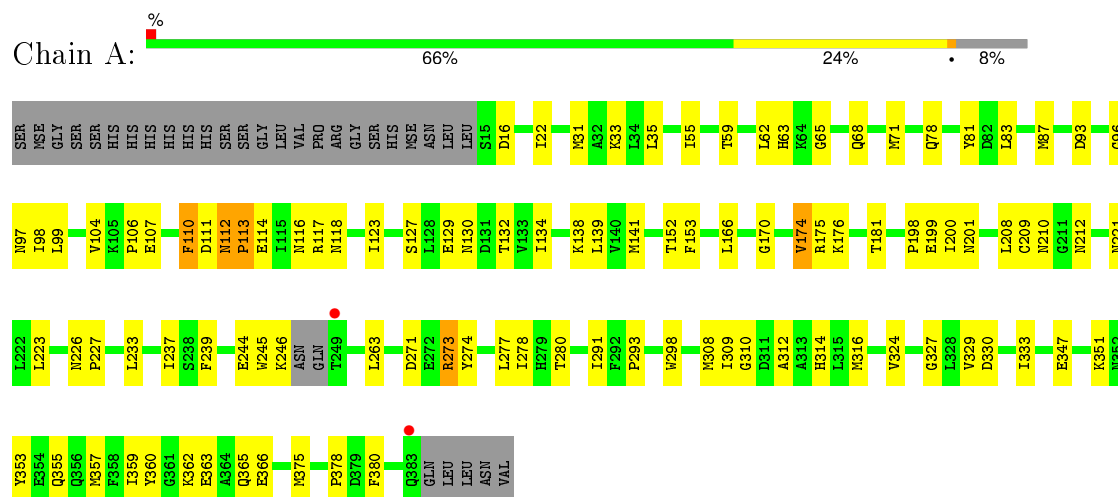 %
Chain A:
66% 24% • 8%
SER MSE GLY SER SER HIS HIS HIS HIS HIS HIS SER SER GLY LEU VAL PRO ARG GLY SER HIS MSE ASN LEU LEU S15 D16 I22 M31 A32 K33 L34 L35 I55 T59 L62 H63 K64 G65 Q68 M71 Q78 Y81 D82 L83 M87 D93
N97 I98 L99 V104 K105 P106 E107 F110 D111 N112 P113 E114 I115 N116 R117 N118 I123 S127 L128 E129 N130 D131 T132 V133 I134 K138 L139 V140 M141 T152 F153 L166 G170 V174 R175 K176 T181 P198 E199 I200 N201 L208 C209 N210 G211 N212
L222 L223 N226 P227 L233 I237 S238 F239 E244 W245 K246 ASN GLN T249 L263 D271 E272 R273 Y274 L277 I278 H279 T280 I291 F292 P293 W298 M308 I309 G310 D311 A312 A313 H314 L315 M316 V324 G327 L328 V329 D330 I333 E347 K351
Y353 E354 Q355 Q356 M357 F358 I359 Y360 G361 K362 E363 A364 Q365 E366 M375 P378 D379 F380 Q383 GLN LEU LEU ASN VAL